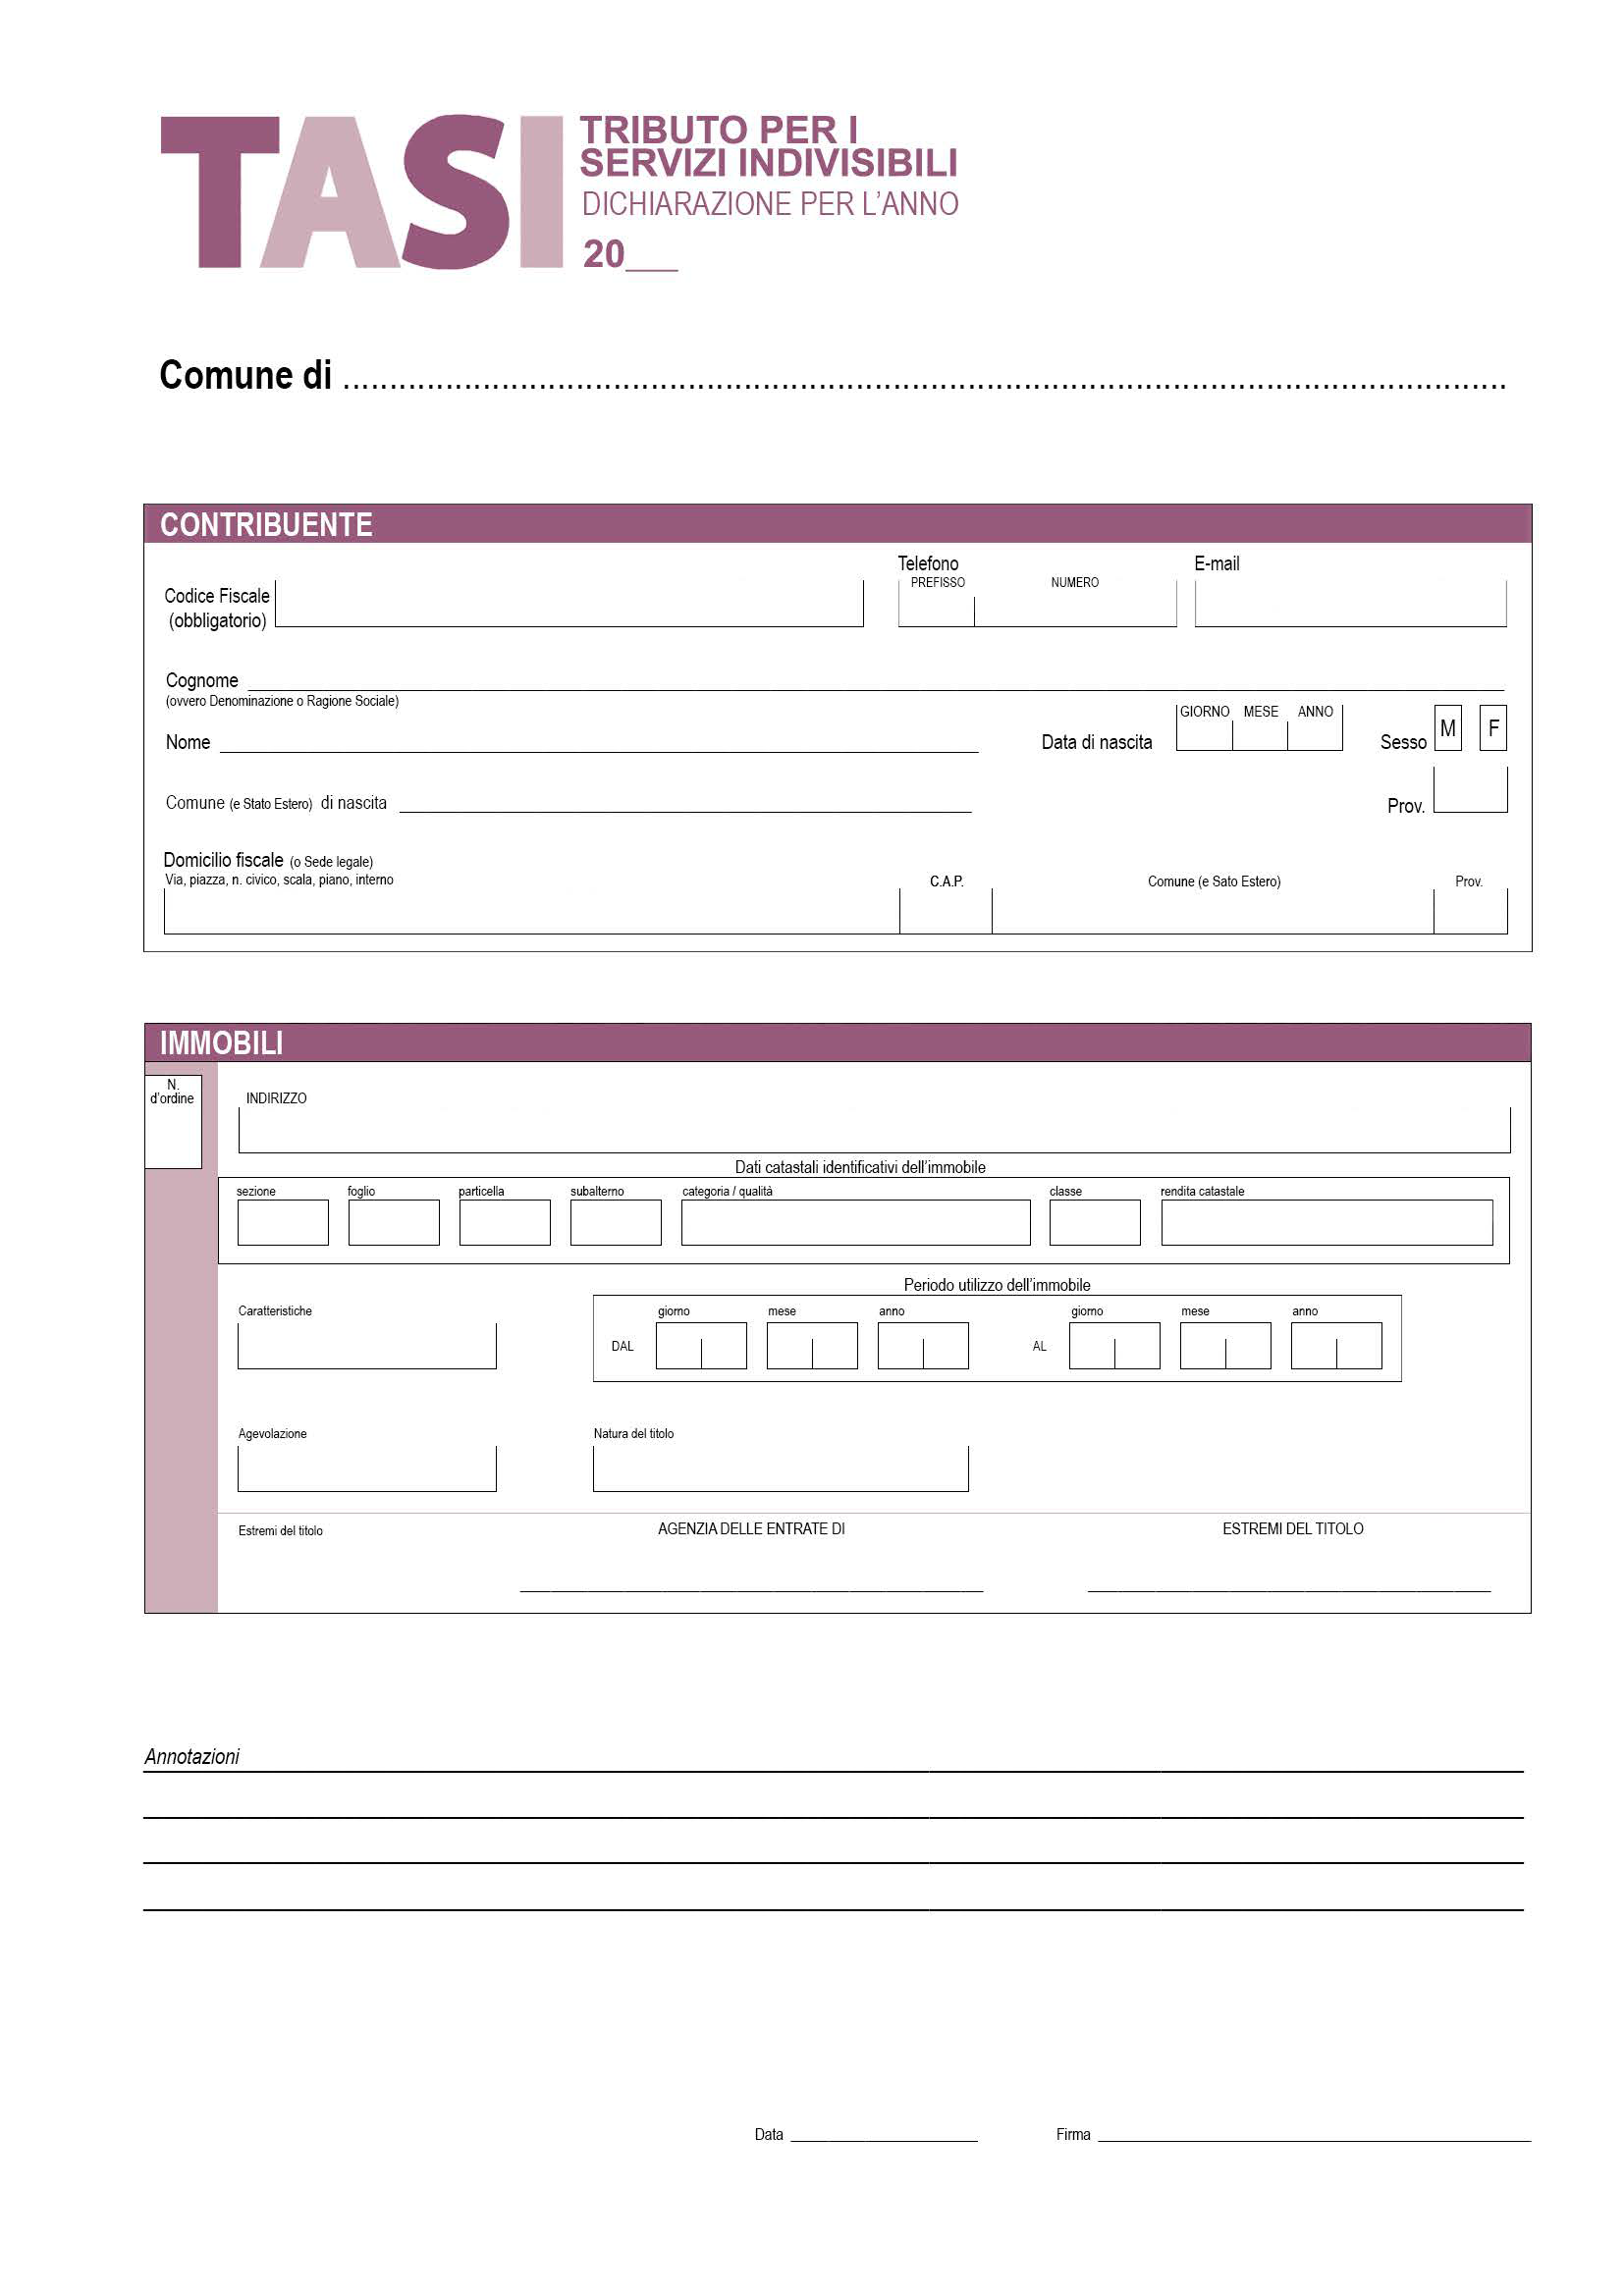 TASI
TRIBUTO PER I
SERVIZI INDIVISIBILI
DICHIARAZIONE PER L'ANNO
20___
Comune di ............................................................................................................................
CONTRIBUENTE
Telefono E-mail
PREFISSO NUMERO
Codice Fiscale
(obbligatorio)
Cognome
(ovvero Denominazione o Ragione Sociale)
GIORNO MESE ANNO
Nome Data di nascita Sesso M F
Comune (e Stato Estero) di nascita Prov.
Domicilio fiscale (o Sede legale)
Via, piazza, n. civico, scala, piano, interno C.A.P. Comune (e Sato Estero) Prov.
IMMOBILI
N.
d'ordine INDIRIZZO
Dati catastali identificativi dell'immobile
sezione foglio particella subalterno categoria / qualità classe rendita catastale
Periodo utilizzo dell'immobile
Caratteristiche giorno mese anno giorno mese anno
DAL AL
Agevolazione Natura del titolo
Estremi del titolo AGENZIA DELLE ENTRATE DI ESTREMI DEL TITOLO
Annotazioni
Data Firma